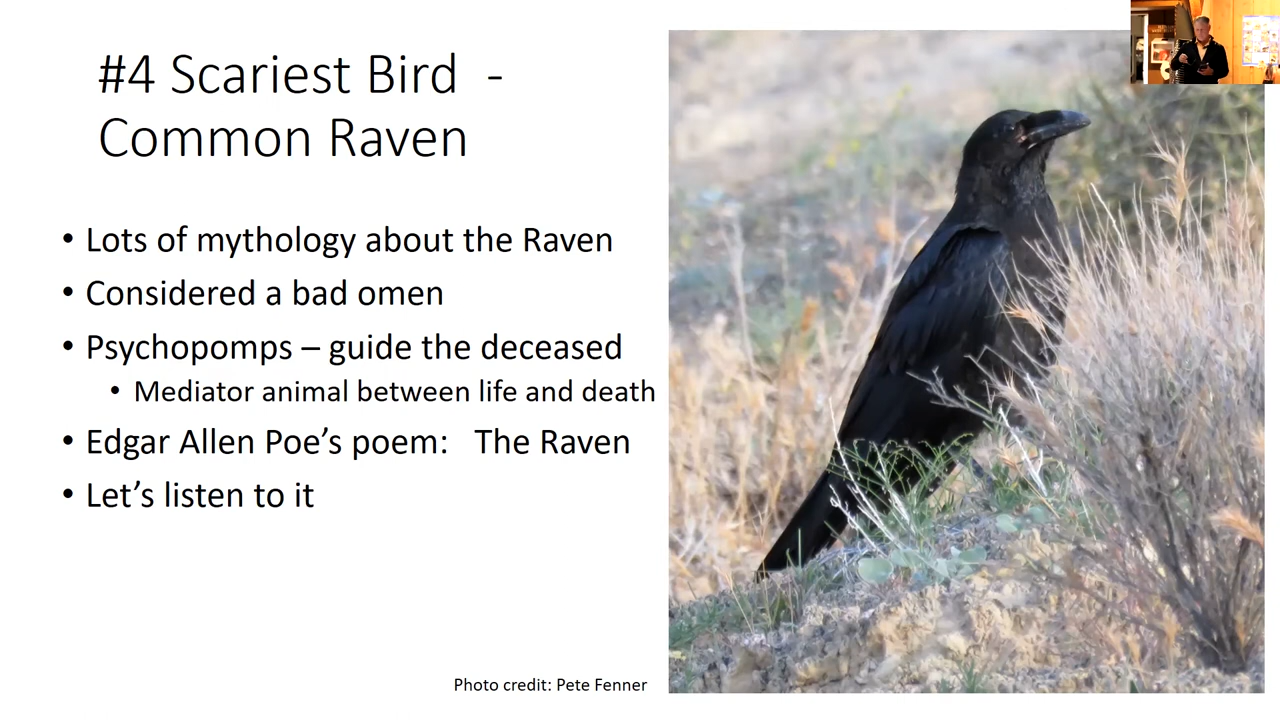 #4 Scariest Bird -
Common Raven
• Lots of mythology about the Raven
• Considered a bad omen
• Psychopomps – guide the deceased
• Mediator animal between life and death
• Edgar Allen Poe’s poem: The Raven
• Let’s listen to it
Photo credit: Pete Fenner